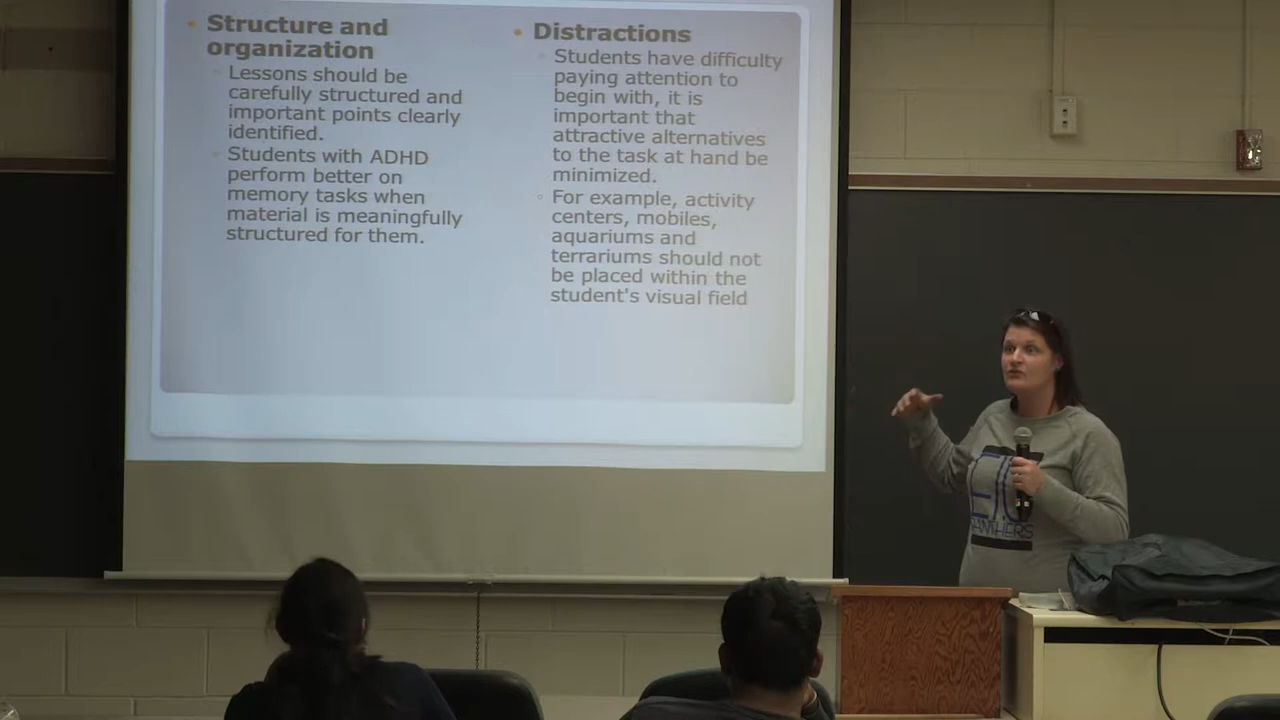 Structure and
organization
Lessons should be
carefully structured and
important points clearly
identified.
Students with ADHD
perform better on
memory tasks when
material is meaningfully
structured for them.
Distractions
Students have difficulty
paying attention to
begin with, it is
important that
attractive alternatives
to the task at hand be
minimized.
For example, activity
centers, mobiles,
aquariums and
terrariums should not
be placed within the
student's visual field
EIU
PANTHERS